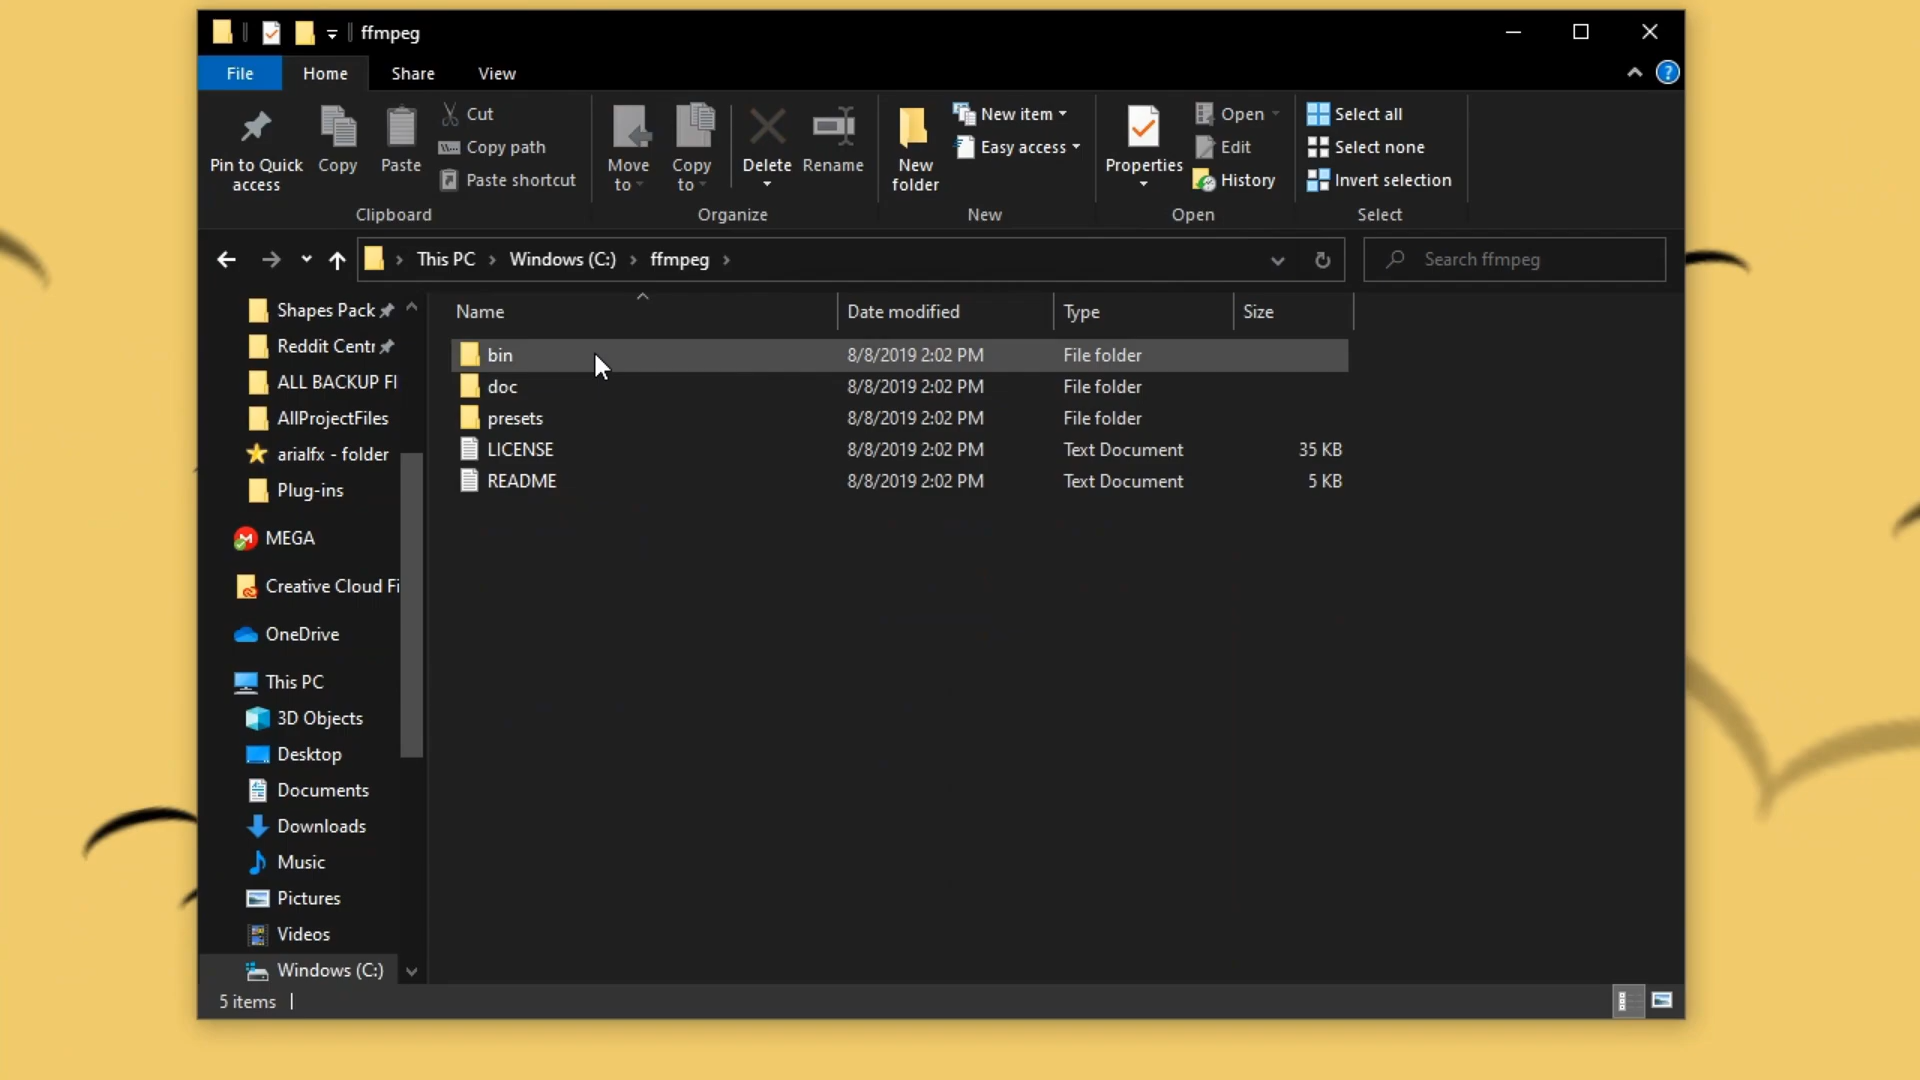 ffmpeg
File Home Share View
Pin to Quick access
Copy
Paste
Cut
Copy path
Paste shortcut
Clipboard
Move to
Copy to
Delete
Rename
Organize
New folder
New item
Easy access
New
Properties
Open
Edit
History
Open
Select all
Select none
Invert selection
Select
This PC > Windows (C:) > ffmpeg >
Search ffmpeg
Shapes Pack
Reddit Centr
ALL BACKUP FI
AllProjectFiles
arialfx - folder
Plug-ins
MEGA
Creative Cloud Fi
OneDrive
This PC
3D Objects
Desktop
Documents
Downloads
Music
Pictures
Videos
Windows (C:)
Name Date modified Type Size
bin 8/8/2019 2:02 PM File folder
doc 8/8/2019 2:02 PM File folder
presets 8/8/2019 2:02 PM File folder
LICENSE 8/8/2019 2:02 PM Text Document 35 KB
README 8/8/2019 2:02 PM Text Document 5 KB
5 items